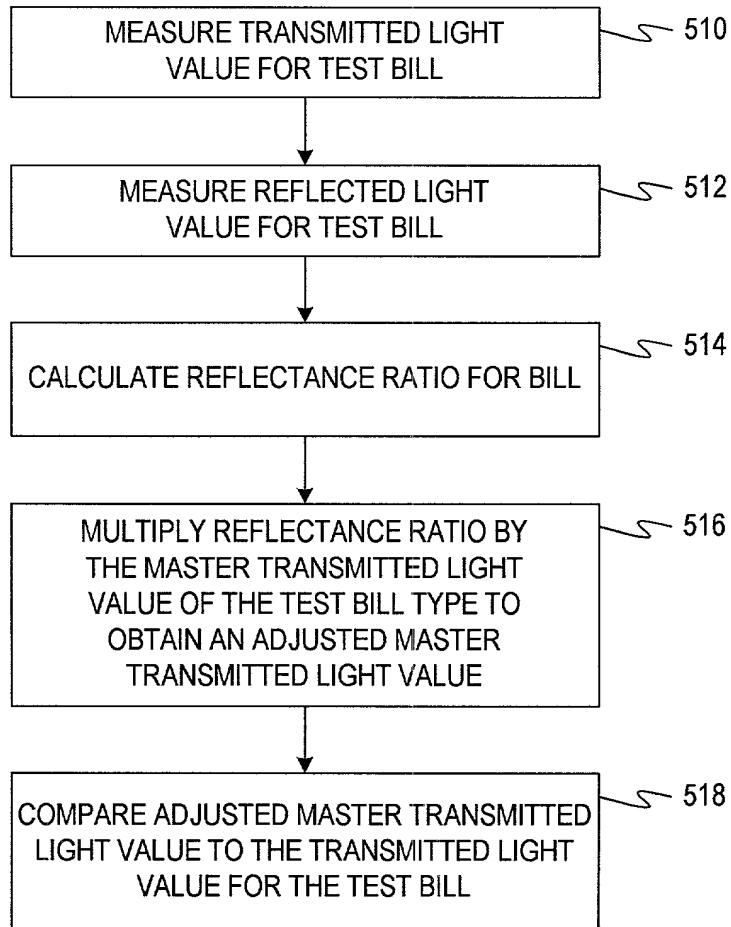 MEASURE TRANSMITTED LIGHT
VALUE FOR TEST BILL
510
MEASURE REFLECTED LIGHT
VALUE FOR TEST BILL
512
CALCULATE REFLECTANCE RATIO FOR BILL
514
MULTIPLY REFLECTANCE RATIO BY
THE MASTER TRANSMITTED LIGHT
VALUE OF THE TEST BILL TYPE TO
OBTAIN AN ADJUSTED MASTER
TRANSMITTED LIGHT VALUE
516
COMPARE ADJUSTED MASTER TRANSMITTED
LIGHT VALUE TO THE TRANSMITTED LIGHT
VALUE FOR THE TEST BILL
518